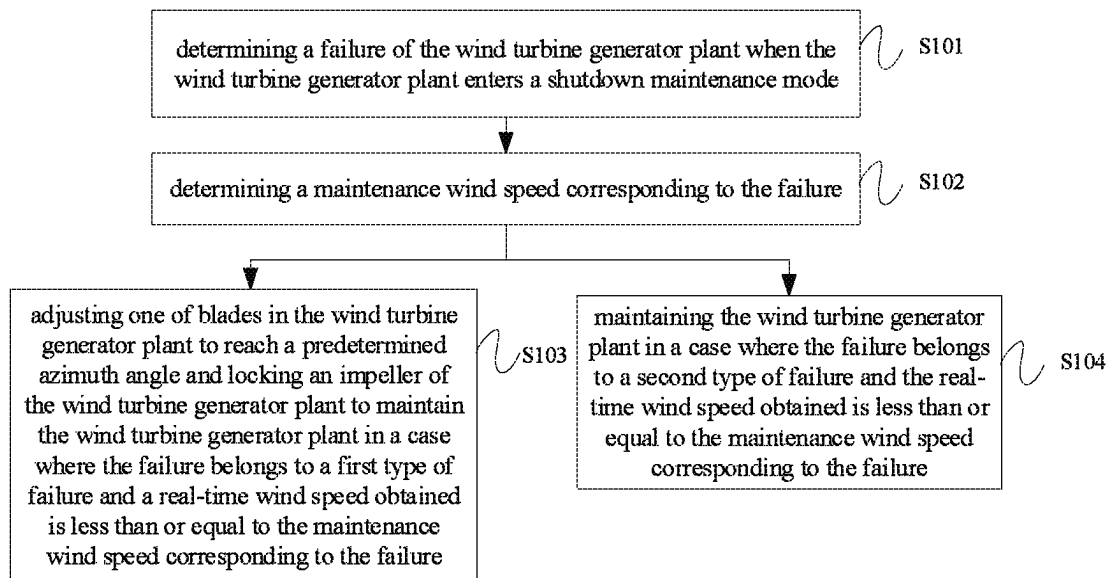 determining a failure of the wind turbine generator plant when the
wind turbine generator plant enters a shutdown maintenance mode
S101
determining a maintenance wind speed corresponding to the failure
S102
adjusting one of blades in the wind turbine
generator plant to reach a predetermined
azimuth angle and locking an impeller of
the wind turbine generator plant to maintain
the wind turbine generator plant in a case
where the failure belongs to a first type of
failure and a real-time wind speed obtained
is less than or equal to the maintenance
wind speed corresponding to the failure
S103
maintaining the wind turbine generator
plant in a case where the failure belongs
to a second type of failure and the real-
time wind speed obtained is less than or
equal to the maintenance wind speed
corresponding to the failure
S104